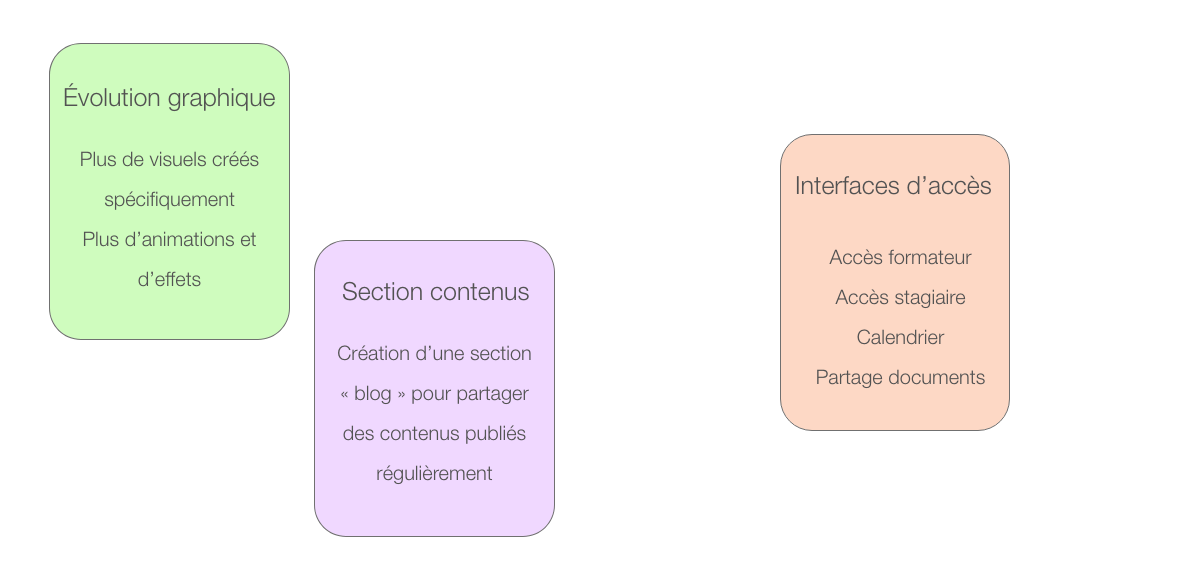 Évolution graphique
Plus de visuels créés
spécifiquement
Plus d’animations et
d’effets
Section contenus
Création d’une section
« blog » pour partager
des contenus publiés
régulièrement
Interfaces d’accès
Accès formateur
Accès stagiaire
Calendrier
Partage documents